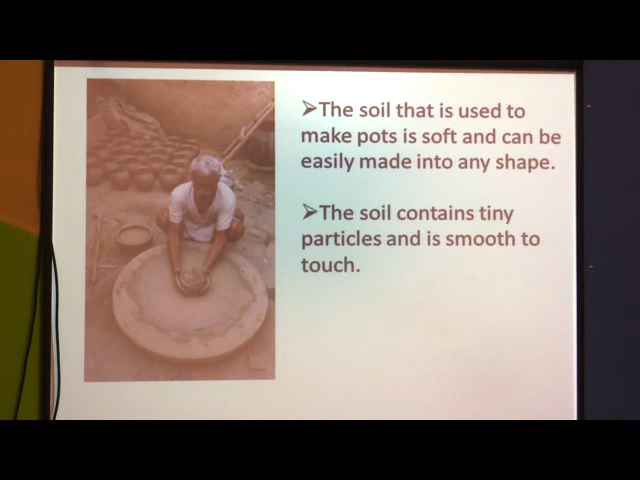 ➢The soil that is used to
make pots is soft and can be
easily made into any shape.
➢The soil contains tiny
particles and is smooth to
touch.